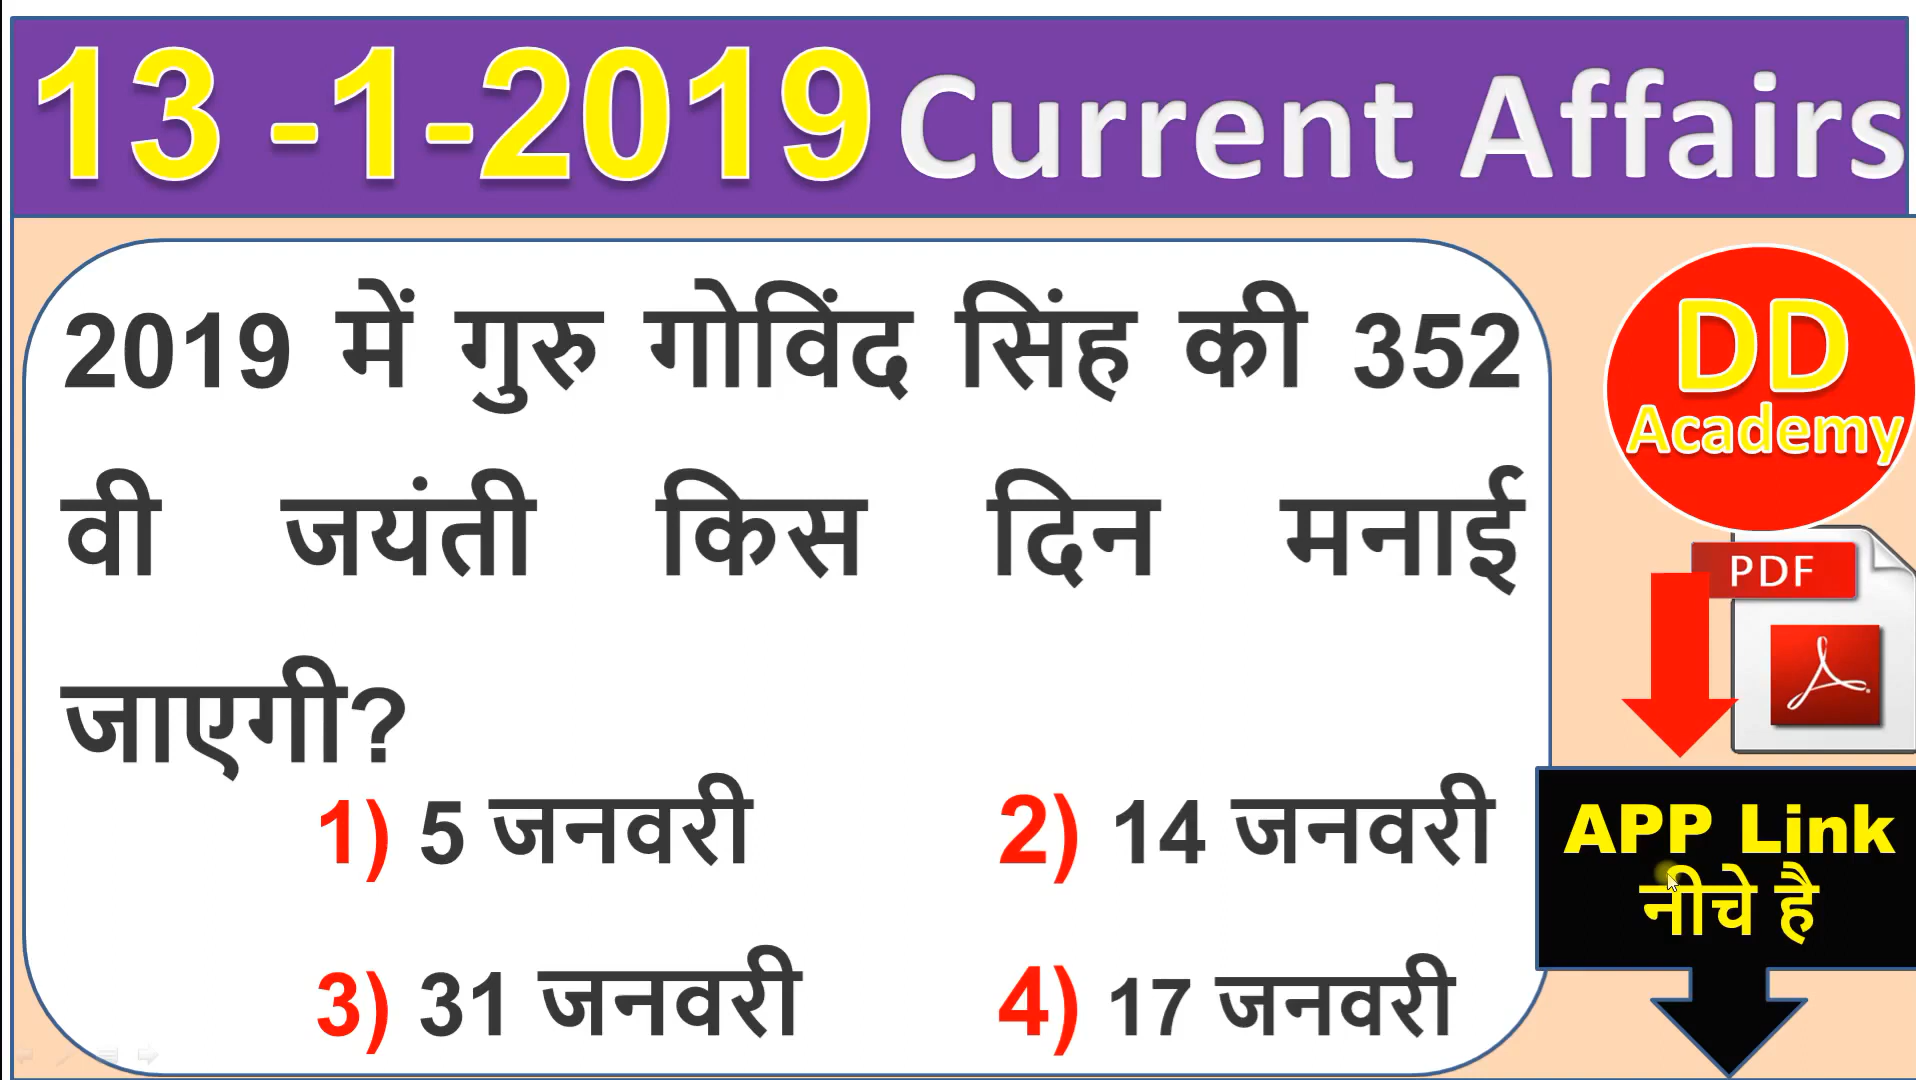 13 -1-2019 Current Affairs
2019 में गुरु गोविंद सिंह की 352
वी जयंती किस दिन मनाई
जाएगी?
1) 5 जनवरी 2) 14 जनवरी
3) 31 जनवरी 4) 17 जनवरी
DD
Academy
PDF
APP Link
नीचे है